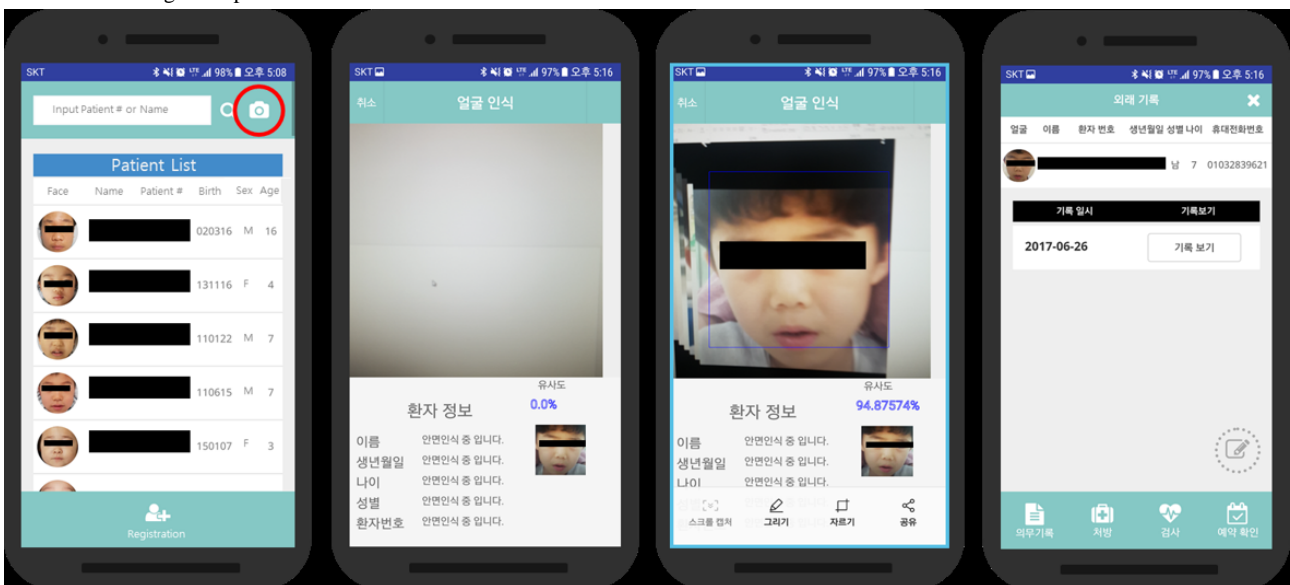 SKT 98% 오후 5:08
Input Patient # or Name
Patient List
Face Name Patient # Birth Sex Age
020316 M 16
131116 F 4
110122 M 7
110615 M 7
150107 F 3
Registration
SKT LTE 97% 오후 5:16
취소 얼굴 인식
유사도
환자 정보 0.0%
이름 안면인식 중 입니다.
생년월일 안면인식 중 입니다.
나이 안면인식 중 입니다.
성별 안면인식 중 입니다.
환자번호 안면인식 중 입니다.
SKT LTE 97% 오후 5:16
취소 얼굴 인식
유사도
환자 정보 94.87574%
이름 안면인식 중 입니다.
생년월일 안면인식 중 입니다.
나이 안면인식 중 입니다.
스크롤 캡처 그리기 자르기 공유
SKT LTE 97% 오후 5:16
외래 기록
얼굴 이름 환자 번호 생년월일 성별 나이 휴대전화번호
남 7 01032839621
기록 일시 기록보기
2017-06-26 기록 보기
의무기록 처방 검사 예약 확인